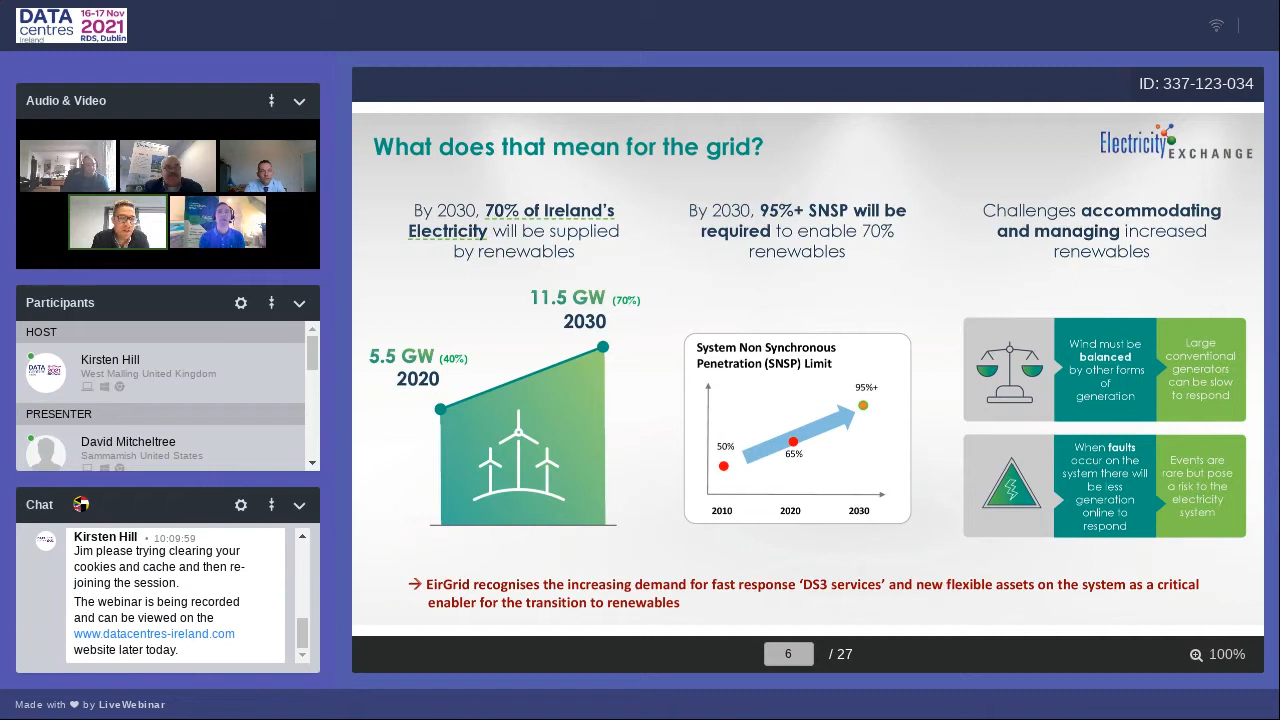 DATA
centres
Ireland
16-17 Nov
2021
RDS, Dublin
Audio & Video
Participants
HOST
Kirsten Hill
West Malling United Kingdom
PRESENTER
David Mitcheltree
Sammamish United States
Chat
Kirsten Hill • 10:09:59
Jim please trying clearing your
cookies and cache and then re-
joining the session.
The webinar is being recorded
and can be viewed on the
www.datacentres-ireland.com
website later today.
Made with ❤ by LiveWebinar
ID: 337-123-034
What does that mean for the grid?
Electricity
EXCHANGE
By 2030, 70% of Ireland's
Electricity will be supplied
by renewables
11.5 GW (70%)
2030
5.5 GW (40%)
2020
By 2030, 95%+ SNSP will be
required to enable 70%
renewables
System Non Synchronous
Penetration (SNSP) Limit
95%+
50%
65%
2010 2020 2030
Challenges accommodating
and managing increased
renewables
Wind must be
balanced
by other forms
of
generation
Large
conventional
generators
can be slow
to respond
When faults
occur on the
system there will
be less
generation
online to
respond
Events are
rare but pose
a risk to the
electricity
system
→ EirGrid recognises the increasing demand for fast response 'DS3 services' and new flexible assets on the system as a critical
enabler for the transition to renewables
6 / 27
100%